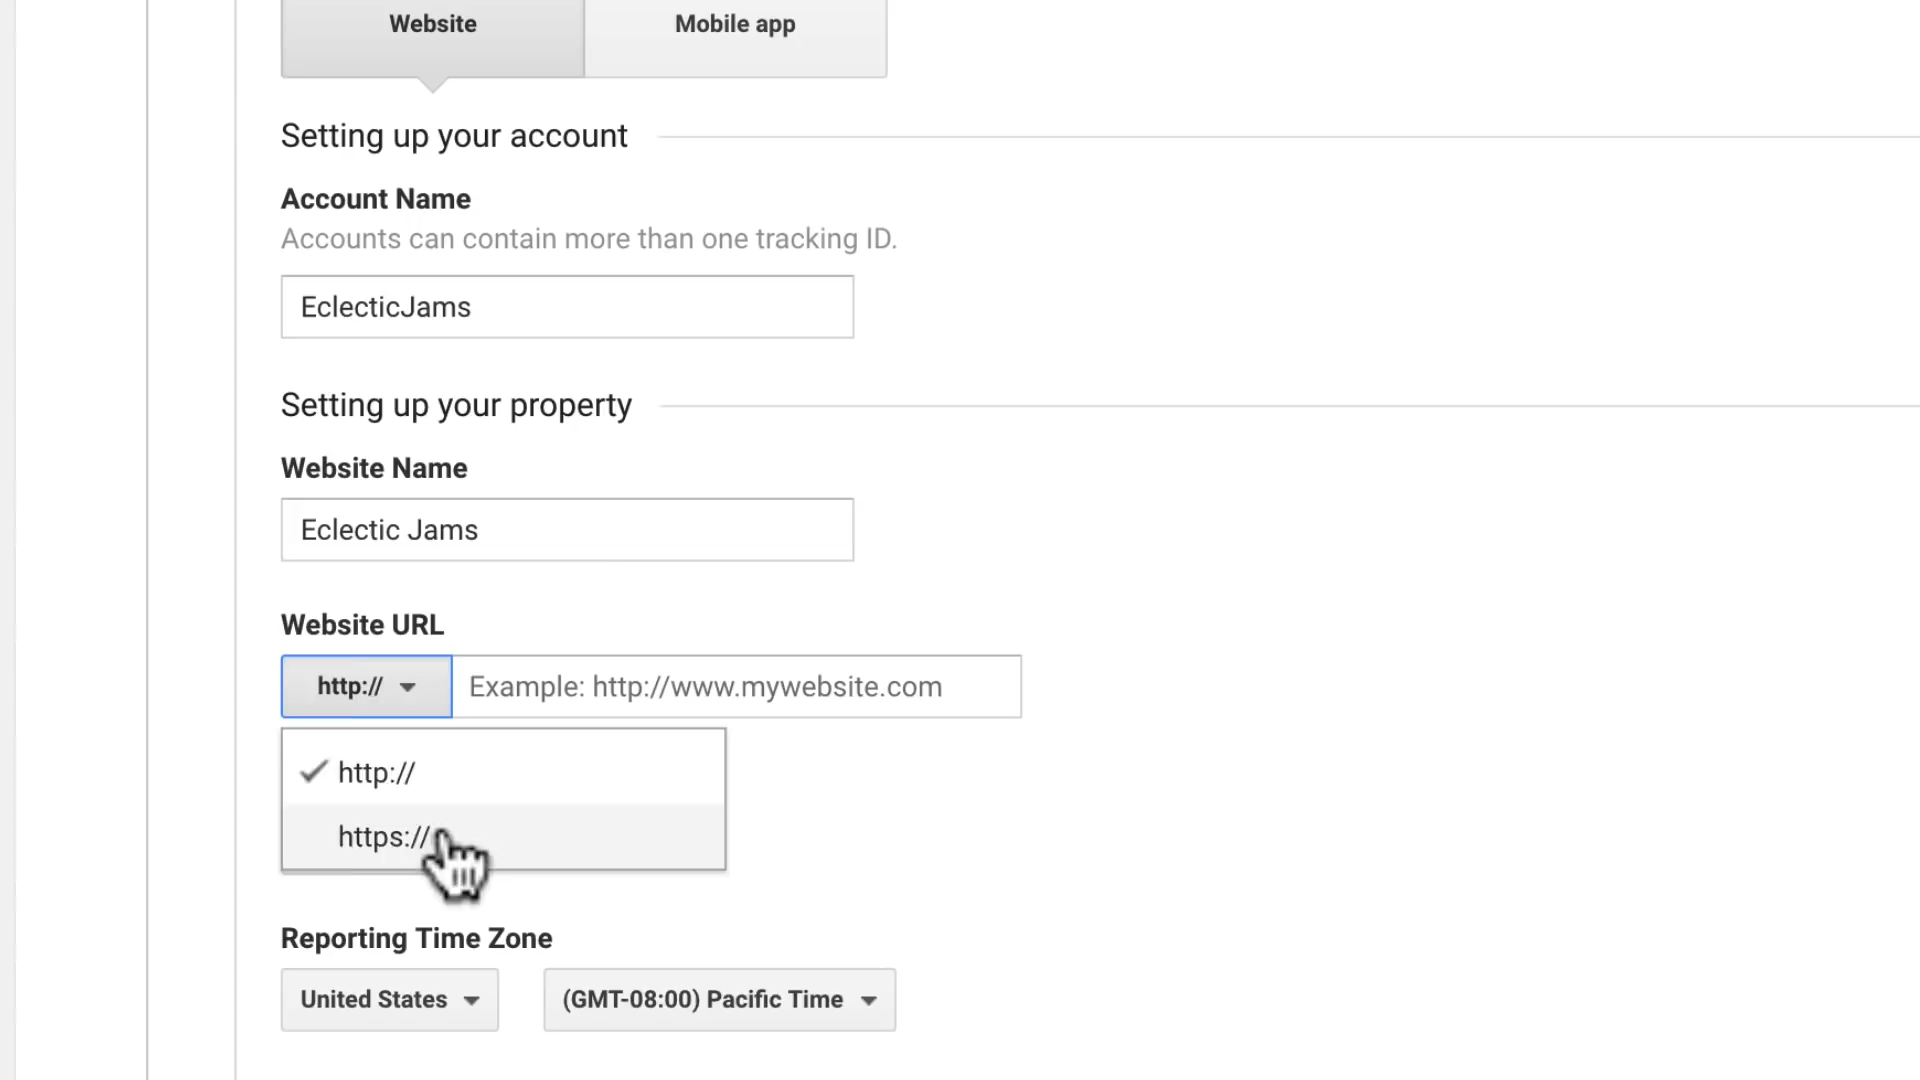 Website Mobile app
Setting up your account
Account Name
Accounts can contain more than one tracking ID.
EclecticJams
Setting up your property
Website Name
Eclectic Jams
Website URL
http:// Example: http://www.mywebsite.com
http://
https://
Reporting Time Zone
United States (GMT-08:00) Pacific Time